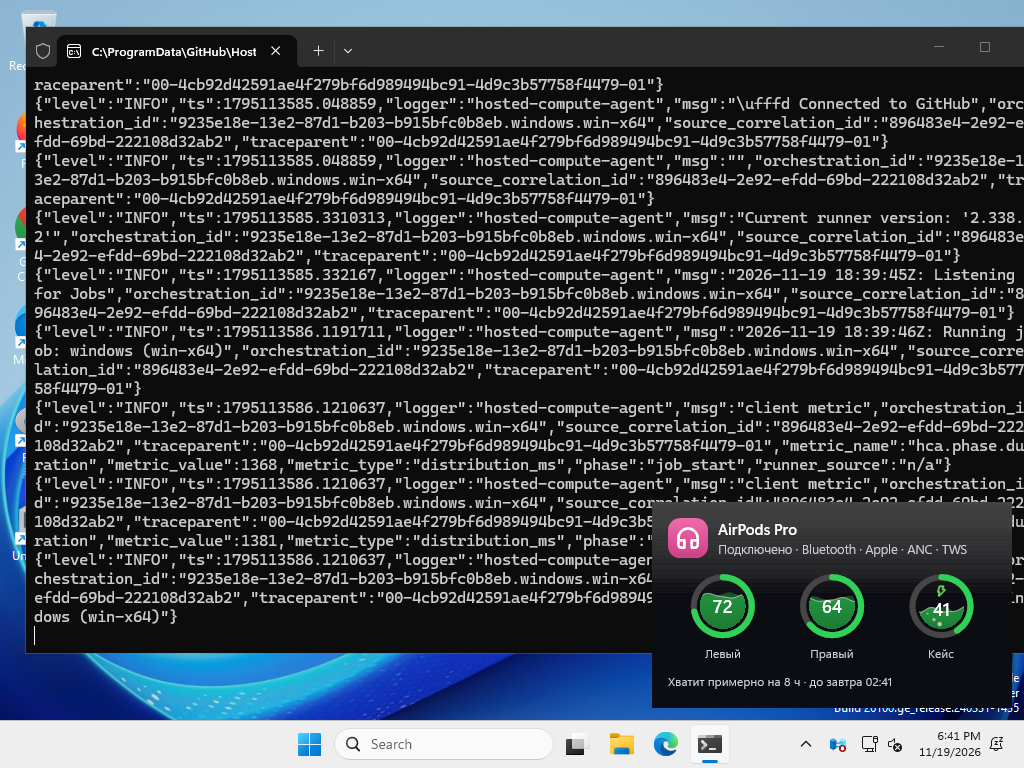 C:\ProgramData\GitHub\Host
raceparent":"00-4cb92d42591ae4f279bf6d989494bc91-4d9c3b57758f4479-01"}
{"level":"INFO","ts":1795113585.048859,"logger":"hosted-compute-agent","msg":"\ufffd Connected to GitHub","orc
hestration_id":"9235e18e-13e2-87d1-b203-b915bfc0b8eb.windows.win-x64","source_correlation_id":"896483e4-2e92-e
fdd-69bd-222108d32ab2","traceparent":"00-4cb92d42591ae4f279bf6d989494bc91-4d9c3b57758f4479-01"}
{"level":"INFO","ts":1795113585.048859,"logger":"hosted-compute-agent","msg":"","orchestration_id":"9235e18e-1
3e2-87d1-b203-b915bfc0b8eb.windows.win-x64","source_correlation_id":"896483e4-2e92-efdd-69bd-222108d32ab2","tr
aceparent":"00-4cb92d42591ae4f279bf6d989494bc91-4d9c3b57758f4479-01"}
{"level":"INFO","ts":1795113585.3310313,"logger":"hosted-compute-agent","msg":"Current runner version: '2.338.
2'","orchestration_id":"9235e18e-13e2-87d1-b203-b915bfc0b8eb.windows.win-x64","source_correlation_id":"896483e
4-2e92-efdd-69bd-222108d32ab2","traceparent":"00-4cb92d42591ae4f279bf6d989494bc91-4d9c3b57758f4479-01"}
{"level":"INFO","ts":1795113585.332167,"logger":"hosted-compute-agent","msg":"2026-11-19 18:39:45Z: Listening
for Jobs","orchestration_id":"9235e18e-13e2-87d1-b203-b915bfc0b8eb.windows.win-x64","source_correlation_id":"8
96483e4-2e92-efdd-69bd-222108d32ab2","traceparent":"00-4cb92d42591ae4f279bf6d989494bc91-4d9c3b57758f4479-01"}
{"level":"INFO","ts":1795113586.1191711,"logger":"hosted-compute-agent","msg":"2026-11-19 18:39:46Z: Running j
ob: windows (win-x64)","orchestration_id":"9235e18e-13e2-87d1-b203-b915bfc0b8eb.windows.win-x64","source_corre
lation_id":"896483e4-2e92-efdd-69bd-222108d32ab2","traceparent":"00-4cb92d42591ae4f279bf6d989494bc91-4d9c3b577
58f4479-01"}
{"level":"INFO","ts":1795113586.1210637,"logger":"hosted-compute-agent","msg":"client metric","orchestration_i
d":"9235e18e-13e2-87d1-b203-b915bfc0b8eb.windows.win-x64","source_correlation_id":"896483e4-2e92-efdd-69bd-222
108d32ab2","traceparent":"00-4cb92d42591ae4f279bf6d989494bc91-4d9c3b57758f4479-01","metric_name":"hca.phase.du
ration","metric_value":1368,"metric_type":"distribution_ms","phase":"job_start","runner_source":"n/a"}
{"level":"INFO","ts":1795113586.1210637,"logger":"hosted-compute-agent","msg":"client metric","orchestration_i
d":"9235e18e-13e2-87d1-b203-b915bfc0b8eb.windows.win-x64","source_correlation_id":"896483e4-2e92-efdd-69bd-222
108d32ab2","traceparent":"00-4cb92d42591ae4f279bf6d989494bc91-4d9c3b5
ration","metric_value":1381,"metric_type":"distribution_ms","phase":"
{"level":"INFO","ts":1795113586.1210637,"logger":"hosted-compute-agen
chestration_id":"9235e18e-13e2-87d1-b203-b915bfc0b8eb.windows.win-x64
efdd-69bd-222108d32ab2","traceparent":"00-4cb92d42591ae4f279bf6d98949
dows (win-x64)"}
AirPods Pro
Подключено · Bluetooth · Apple · ANC · TWS
72
64
41
Левый
Правый
Кейс
Хватит примерно на 8 ч · до завтра 02:41
Search
6:41 PM
11/19/2026